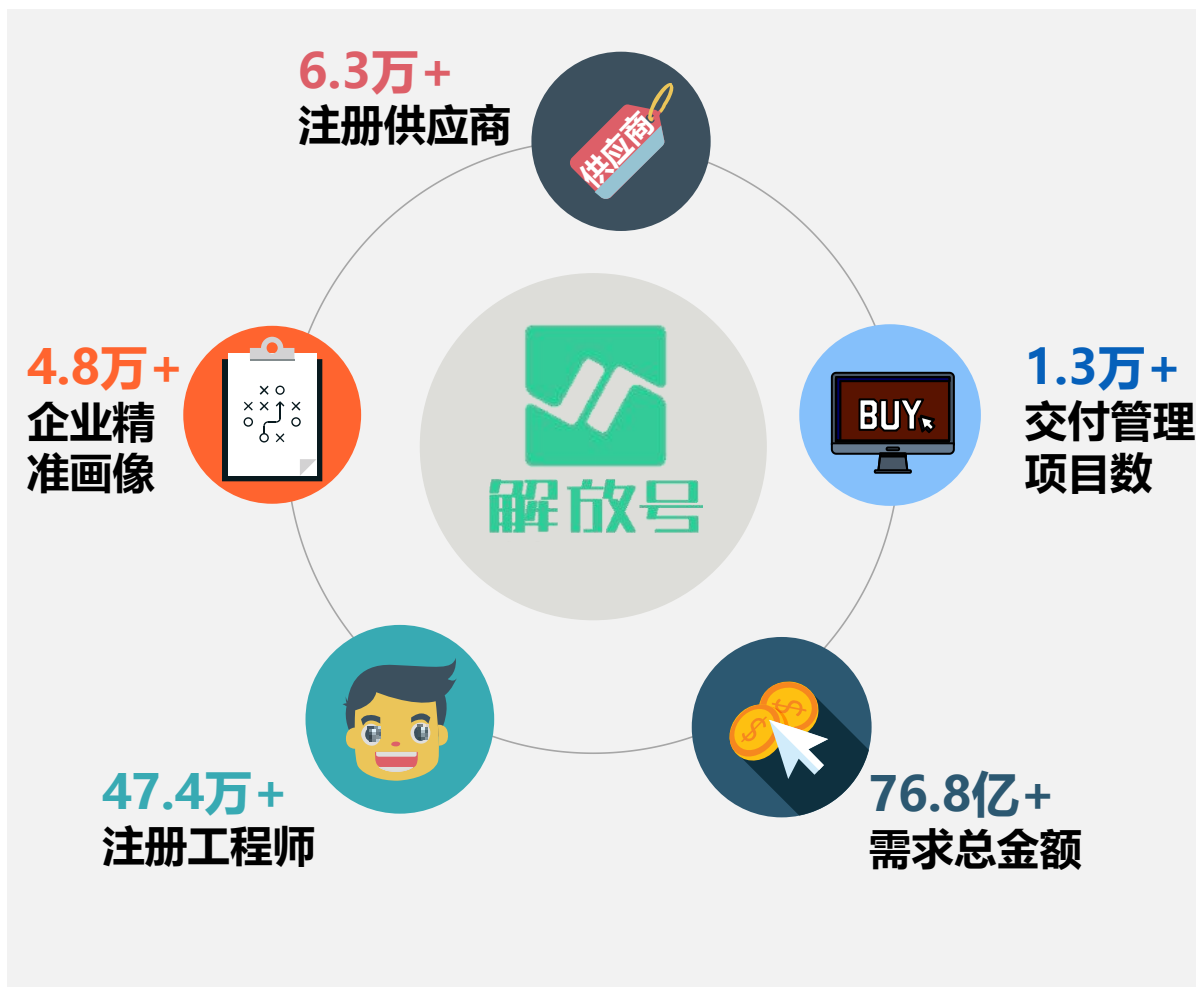 6.3万+
注册供应商
供应商
4.8万+
企业精
准画像
解放号
BUY
1.3万+
交付管理
项目数
47.4万+
注册工程师
76.8亿+
需求总金额